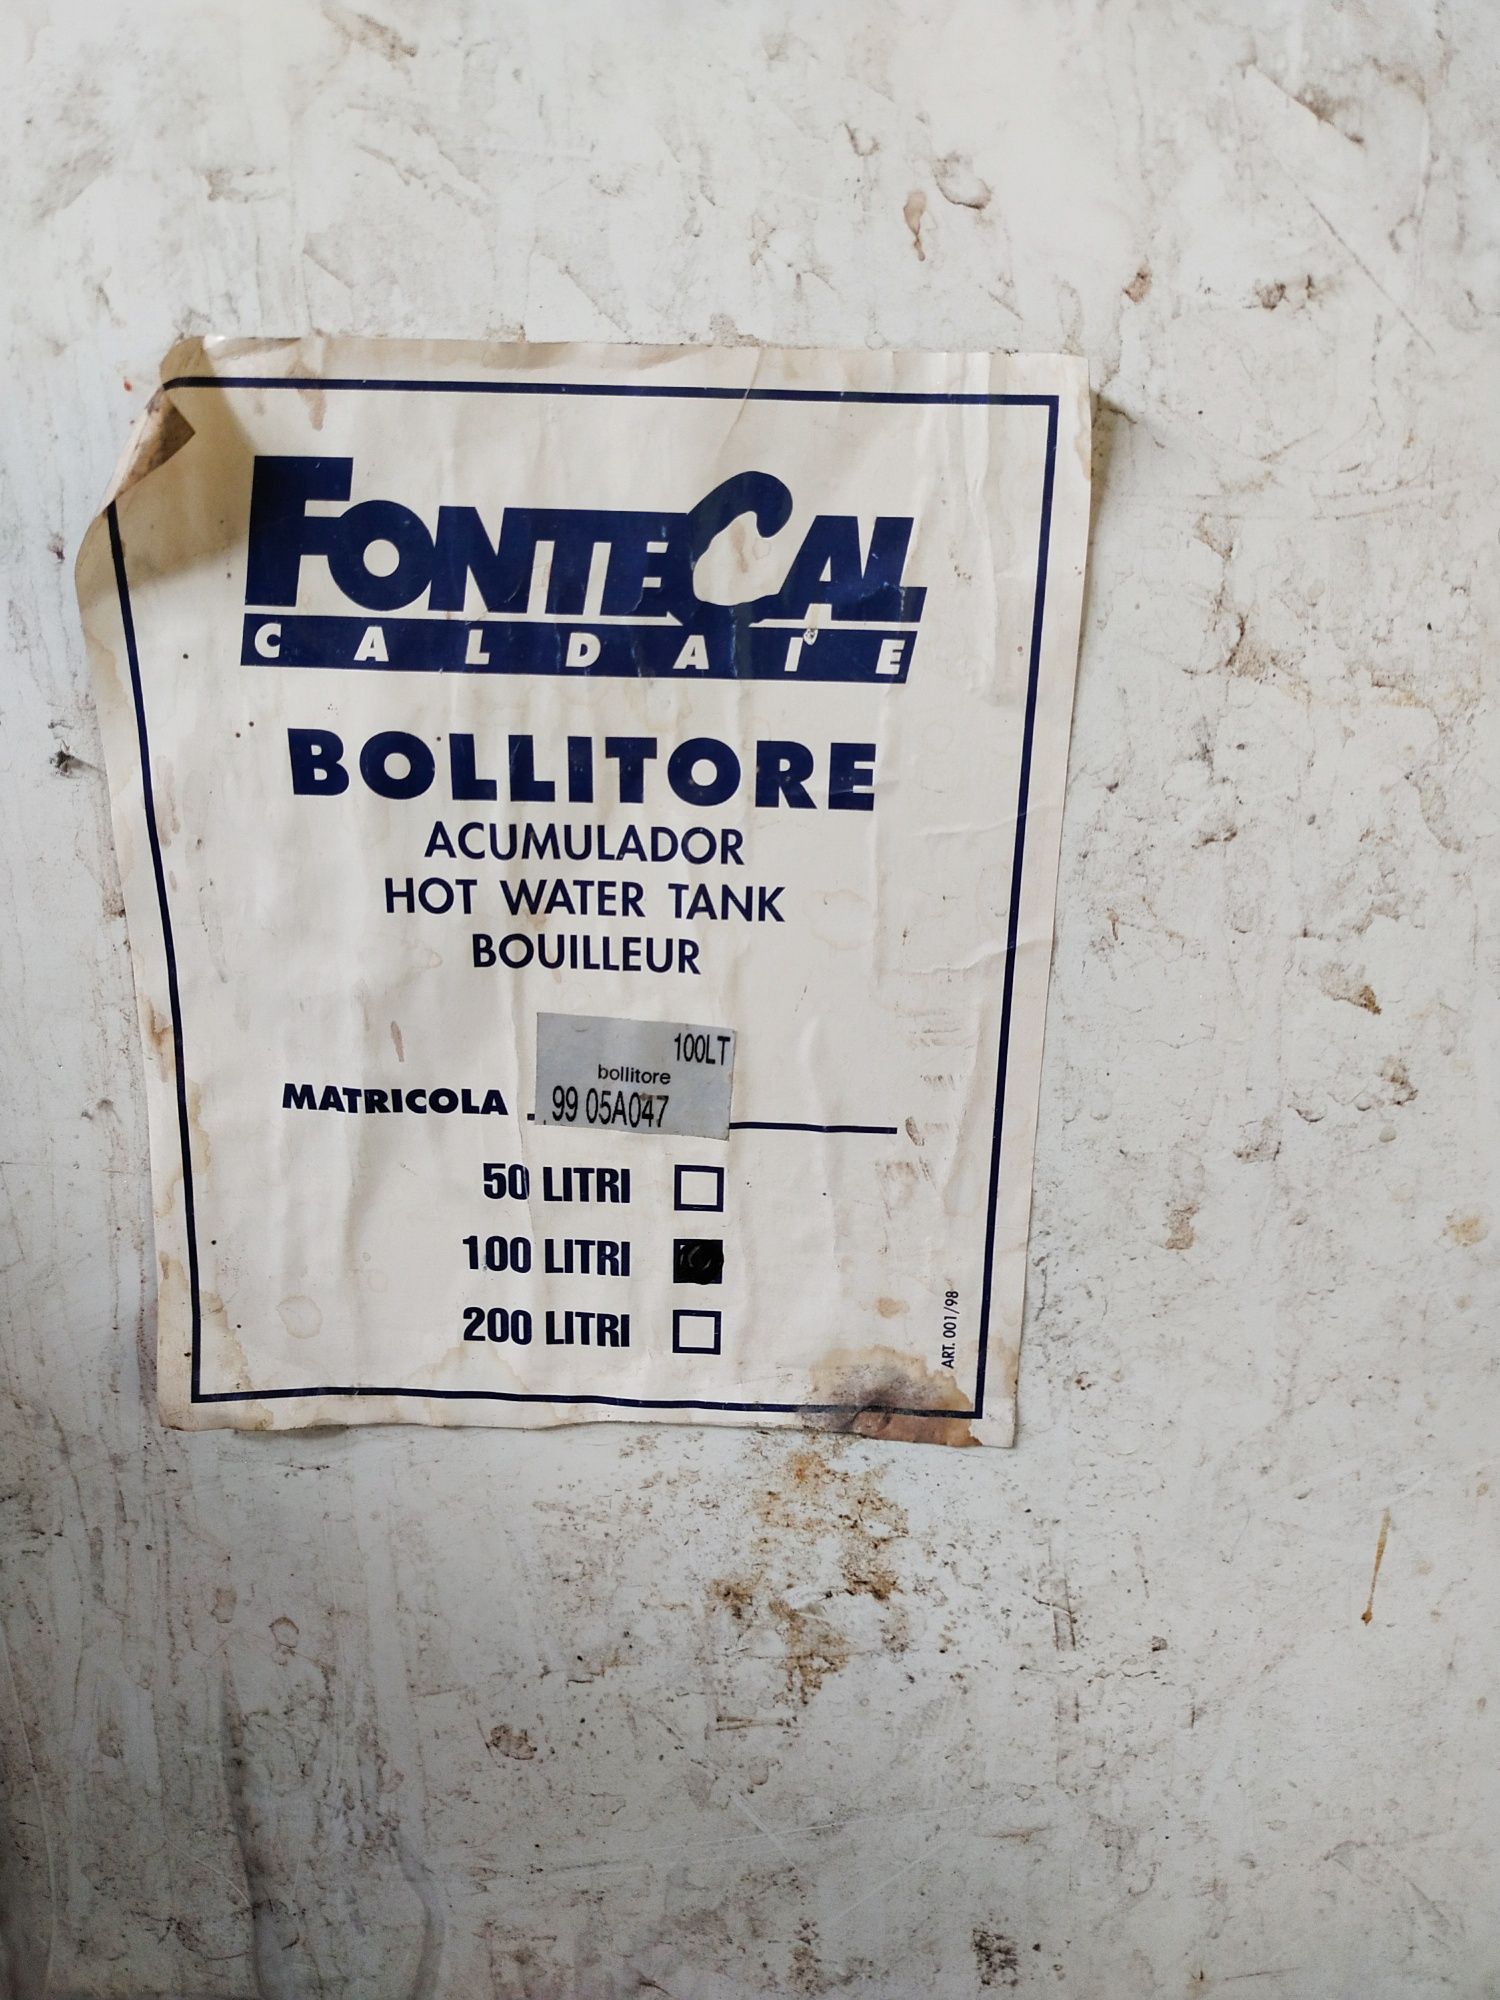 FONTECAL
CALDAIE
BOLLITORE
ACUMULADOR
HOT WATER TANK
BOUILLEUR
100LT
bollitore
MATRICOLA 99 05A047
50 LITRI
100 LITRI
200 LITRI
ART. 001/98